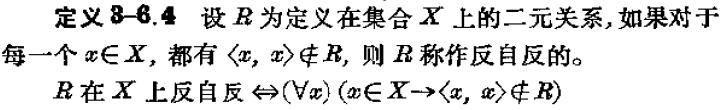 定义 3-6.4 设 R 为定义在集合 X 上的二元关系,如果对于
每一个 x∈X, 都有 ⟨x, x⟩∉R, 则 R 称作反自反的。
R 在 X 上反自反 ⇔(∀x) (x∈X→⟨x, x⟩∉R)